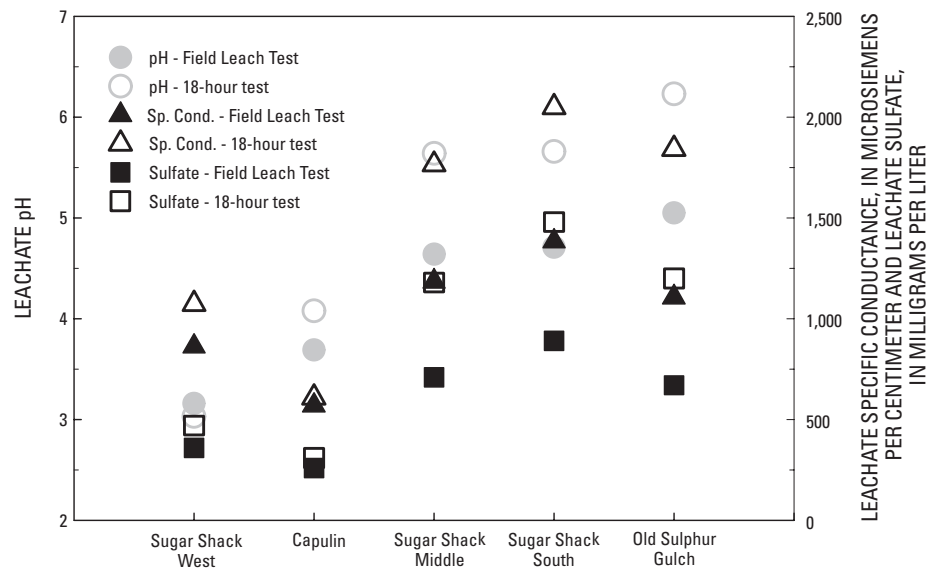 7
6
5
4
3
2
LEACHATE pH
pH - Field Leach Test
pH - 18-hour test
Sp. Cond. - Field Leach Test
Sp. Cond. - 18-hour test
Sulfate - Field Leach Test
Sulfate - 18-hour test
2,500
2,000
1,500
1,000
500
0
LEACHATE SPECIFIC CONDUCTANCE, IN MICROSIEMENS
PER CENTIMETER AND LEACHATE SULFATE,
IN MILLIGRAMS PER LITER
Sugar Shack
West
Capulin
Sugar Shack
Middle
Sugar Shack
South
Old Sulphur
Gulch